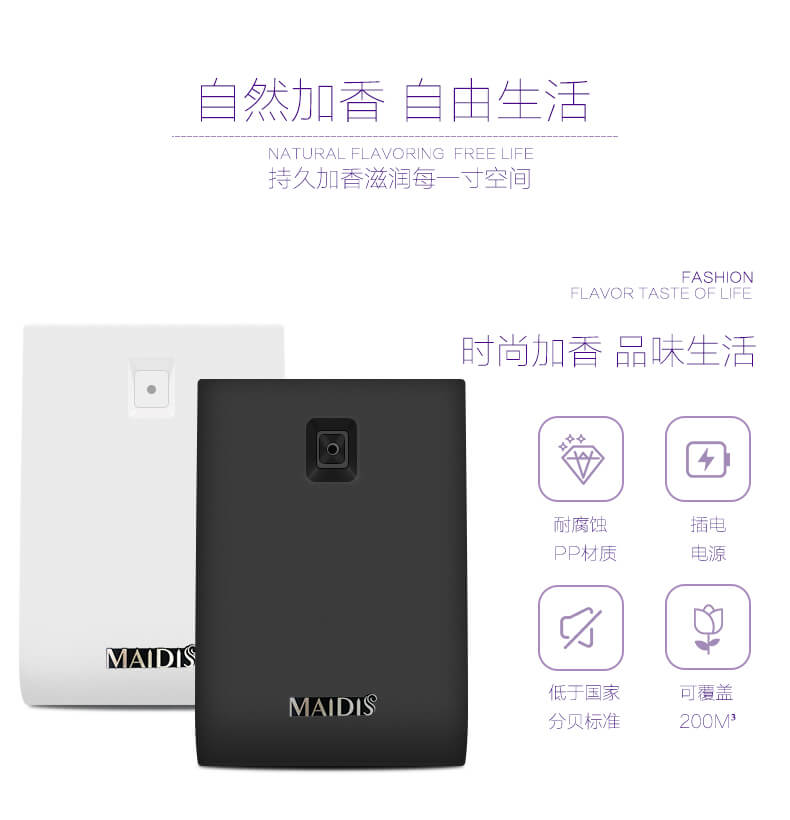 自然加香 自由生活
NATURAL FLAVORING FREE LIFE
持久加香滋润每一寸空间
FASHION
FLAVOR TASTE OF LIFE
时尚加香 品味生活
MAIDIS
MAIDIS
耐腐蚀
PP材质
插电
电源
低于国家
分贝标准
可覆盖
200M³